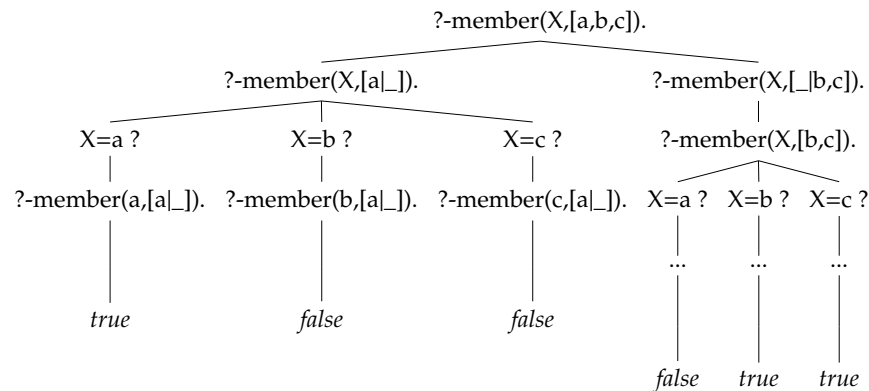 ?-member(X,[a,b,c]).
?-member(X,[a|_]). ?-member(X,[_|b,c]).
X=a ? X=b ? X=c ? ?-member(X,[b,c]).
?-member(a,[a|_]). ?-member(b,[a|_]). ?-member(c,[a|_]). X=a ? X=b ? X=c ?
... ... ...
true false false
false true true